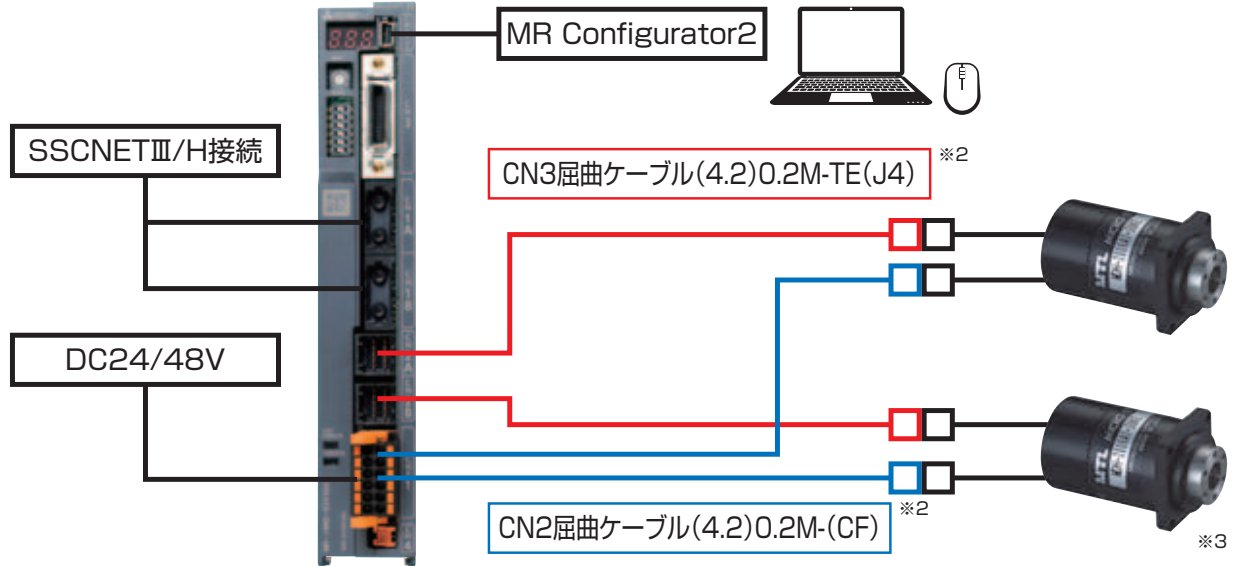 888
MR Configurator2
SSCNETⅢ/H接続
CN3屈曲ケーブル(4.2)0.2M-TE(J4) ※2
DC24/48V
CN2屈曲ケーブル(4.2)0.2M-(CF) ※2
※3